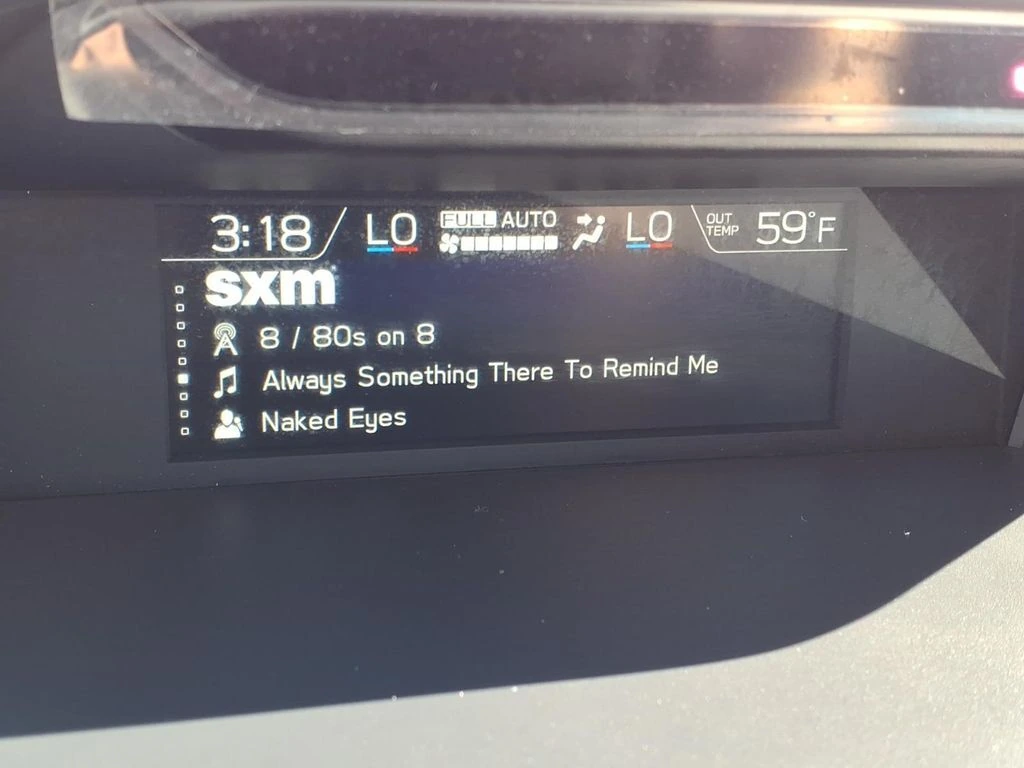 3:18 LO FULL AUTO LO OUT TEMP 59°F
sxm
8 / 80s on 8
Always Something There To Remind Me
Naked Eyes